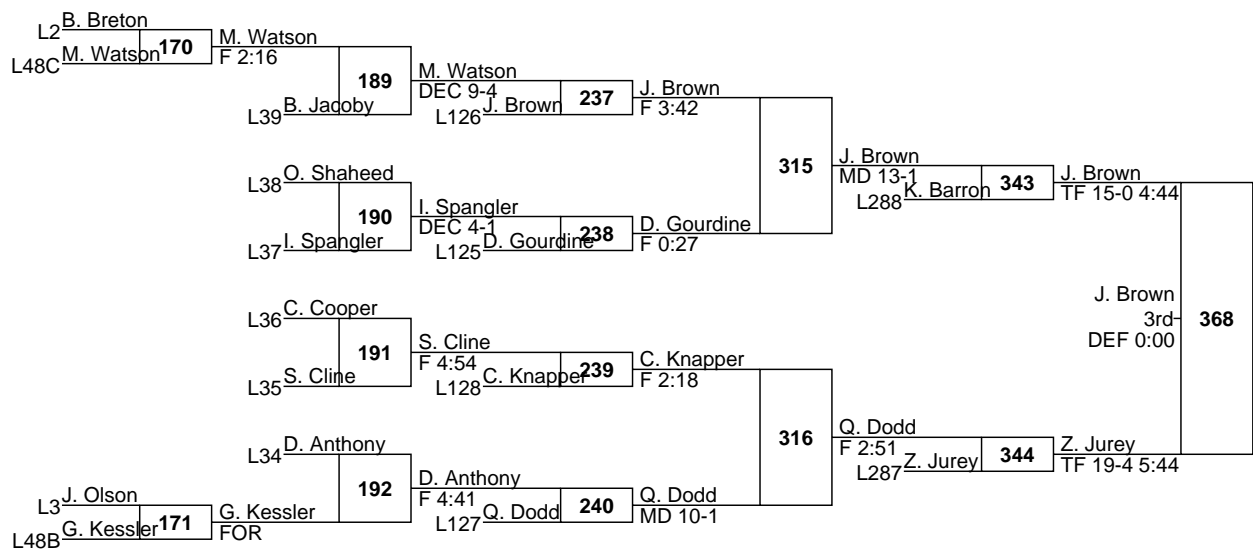 B. Breton
L2
170
M. Watson
L48C
M. Watson
F 2:16
189
M. Watson
DEC 9-4
B. Jacoby
L39
J. Brown
L126
237
J. Brown
F 3:42
315
O. Shaheed
L38
190
I. Spangler
DEC 4-1
I. Spangler
L37
D. Gourdine
L125
238
D. Gourdine
F 0:27
J. Brown
MD 13-1
K. Barron
L288
343
J. Brown
TF 15-0 4:44
C. Cooper
L36
191
S. Cline
F 4:54
S. Cline
L35
C. Knapper
L128
239
C. Knapper
F 2:18
316
J. Brown
3rd
DEF 0:00
368
D. Anthony
L34
192
D. Anthony
F 4:41
J. Olson
L3
171
G. Kessler
L48B
G. Kessler
FOR
Q. Dodd
L127
240
Q. Dodd
MD 10-1
Q. Dodd
F 2:51
Z. Jurey
L287
344
Z. Jurey
TF 19-4 5:44